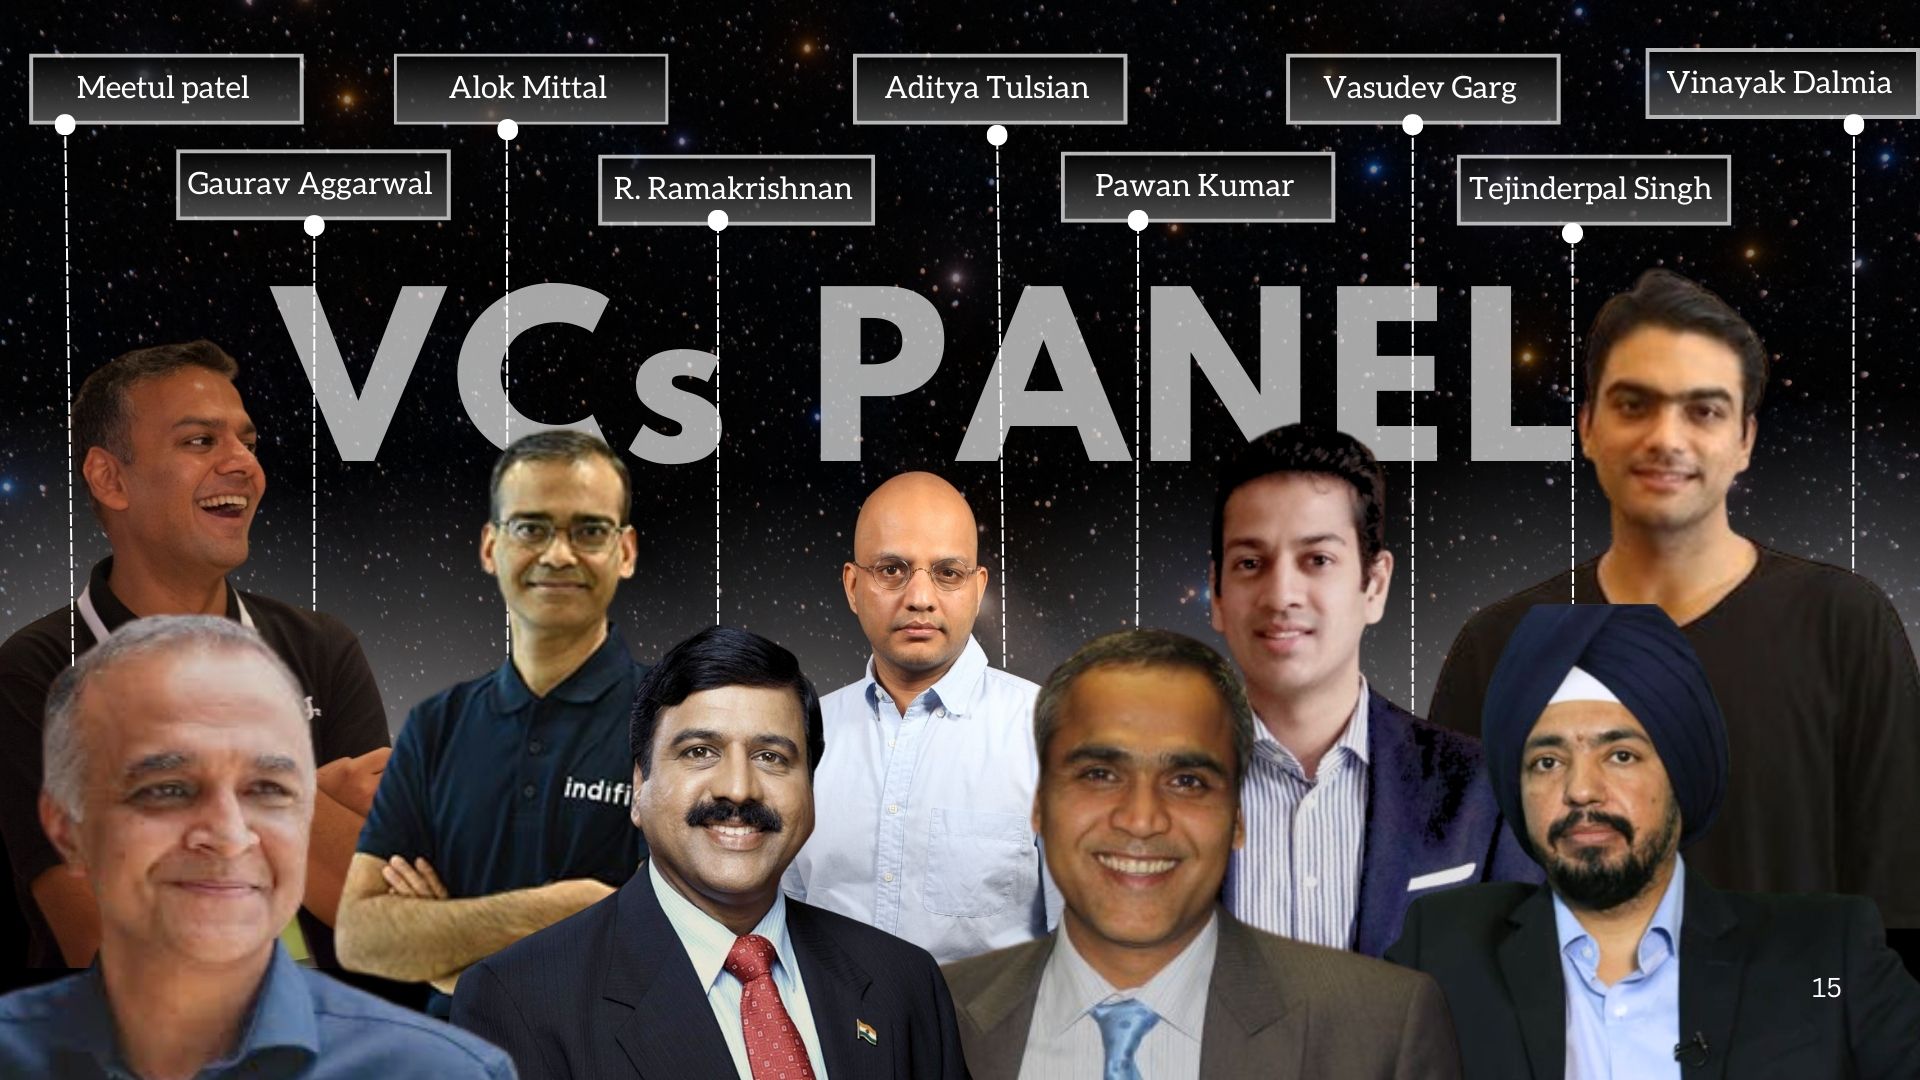 Meetul patel
Alok Mittal
Aditya Tulsian
Vasudev Garg
Vinayak Dalmia
Gaurav Aggarwal
R. Ramakrishnan
Pawan Kumar
Tejinderpal Singh
VCs PANEL
indifi
15